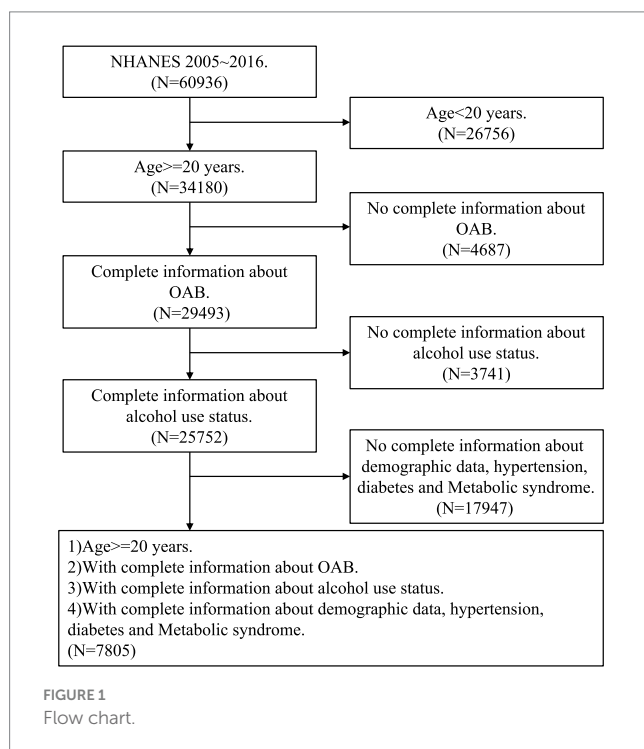 NHANES 2005~2016.
(N=60936)
Age<20 years.
(N=26756)
Age>=20 years.
(N=34180)
No complete information about
OAB.
(N=4687)
Complete information about
OAB.
(N=29493)
No complete information about
alcohol use status.
(N=3741)
Complete information about
alcohol use status.
(N=25752)
No complete information about
demographic data, hypertension,
diabetes and Metabolic syndrome.
(N=17947)
1)Age>=20 years.
2)With complete information about OAB.
3)With complete information about alcohol use status.
4)With complete information about demographic data, hypertension,
diabetes and Metabolic syndrome.
(N=7805)
FIGURE 1
Flow chart.